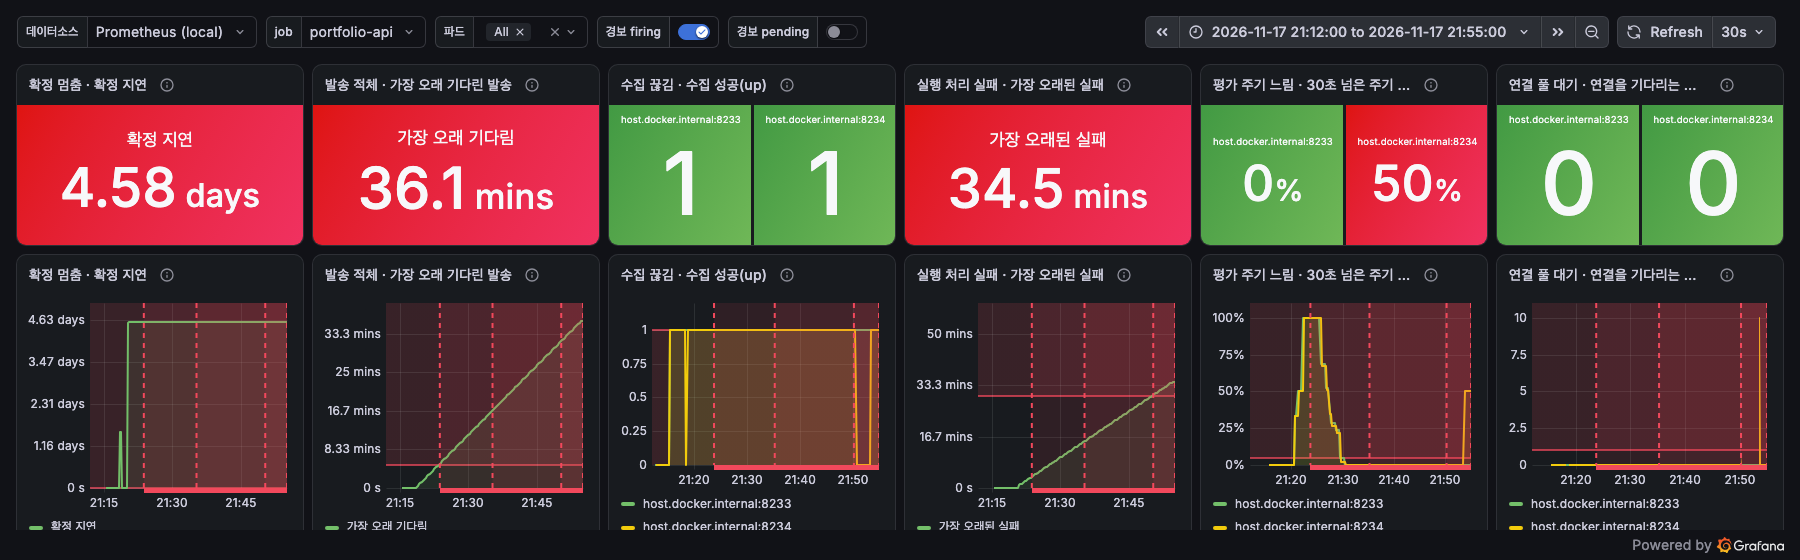 데이터소스 Prometheus (local) job portfolio-api 파드 All 경보 firing 경보 pending 2026-11-17 21:12:00 to 2026-11-17 21:55:00 Refresh 30s
확정 멈춤 · 확정 지연
확정 지연
4.58 days
발송 적체 · 가장 오래 기다린 발송
가장 오래 기다림
36.1 mins
수집 끊김 · 수집 성공(up)
host.docker.internal:8233 host.docker.internal:8234
1 1
실행 처리 실패 · 가장 오래된 실패
가장 오래된 실패
34.5 mins
평가 주기 느림 · 30초 넘은 주기 ...
host.docker.internal:8233 host.docker.internal:8234
0% 50%
연결 풀 대기 · 연결을 기다리는 ...
host.docker.internal:8233 host.docker.internal:8234
0 0
확정 멈춤 · 확정 지연
4.63 days
3.47 days
2.31 days
1.16 days
0 s
21:15 21:30 21:45
확정 지연
발송 적체 · 가장 오래 기다린 발송
33.3 mins
25 mins
16.7 mins
8.33 mins
0 s
21:15 21:30 21:45
가장 오래 기다림
수집 끊김 · 수집 성공(up)
1
0.75
0.5
0.25
0
21:20 21:30 21:40 21:50
host.docker.internal:8233
host.docker.internal:8234
실행 처리 실패 · 가장 오래된 실패
50 mins
33.3 mins
16.7 mins
0 s
21:15 21:30 21:45
가장 오래된 실패
평가 주기 느림 · 30초 넘은 주기 ...
100%
75%
50%
25%
0%
21:20 21:30 21:40 21:50
host.docker.internal:8233
host.docker.internal:8234
연결 풀 대기 · 연결을 기다리는 ...
10
7.5
5
2.5
0
21:20 21:30 21:40 21:50
host.docker.internal:8233
host.docker.internal:8234
Powered by Grafana